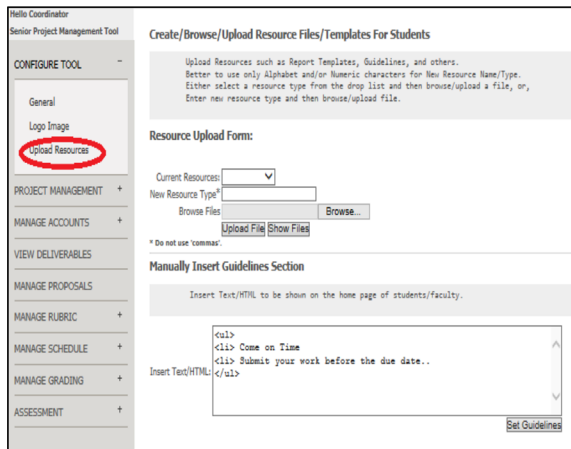 Hello Coordinator
Senior Project Management Tool
CONFIGURE TOOL -
General
Logo Image
Upload Resources
PROJECT MANAGEMENT +
MANAGE ACCOUNTS +
VIEW DELIVERABLES
MANAGE PROPOSALS
MANAGE RUBRIC +
MANAGE SCHEDULE +
MANAGE GRADING +
ASSESSMENT +
Create/Browse/Upload Resource Files/Templates For Students
Upload Resources such as Report Templates, Guidelines, and others.
Better to use only Alphabet and/or Numeric characters for New Resource Name/Type.
Either select a resource type from the drop list and then browse/upload a file, or,
Enter new resource type and then browse/upload file.
Resource Upload Form:
Current Resources:
New Resource Type*
Browse Files Browse...
Upload File Show Files
* Do not use 'commas'.
Manually Insert Guidelines Section
Insert Text/HTML to be shown on the home page of students/faculty.
Insert Text/HTML:
<ul>
<li> Come on Time
<li> Submit your work before the due date..
</ul>
Set Guidelines